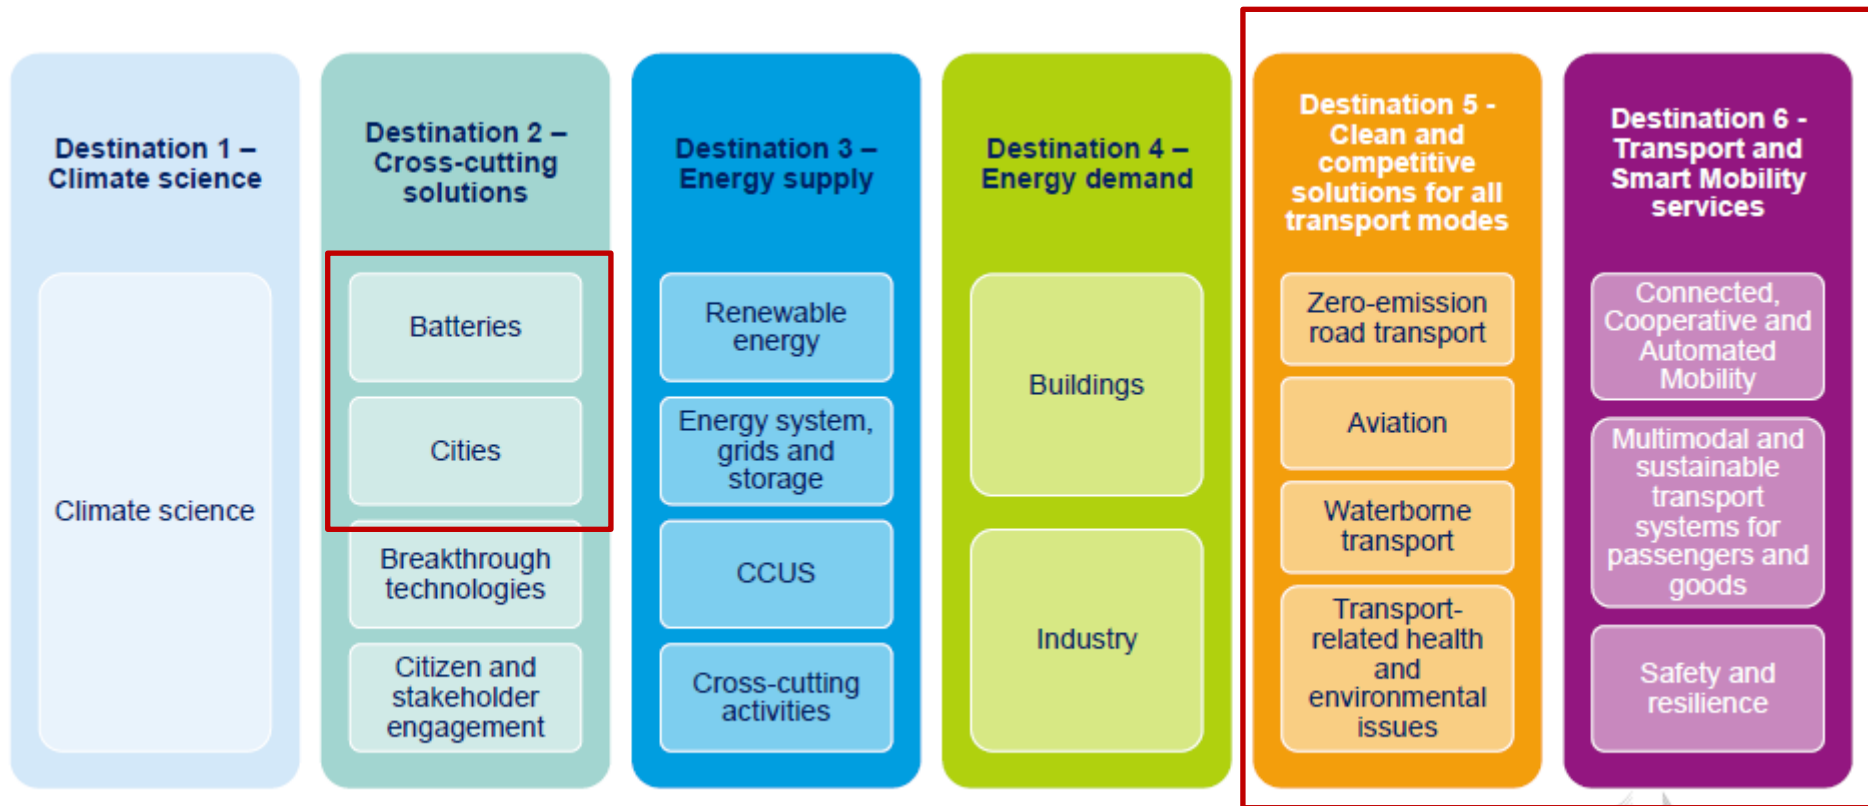 Destination 1 –
Climate science
Climate science
Destination 2 –
Cross-cutting
solutions
Batteries
Cities
Breakthrough
technologies
Citizen and
stakeholder
engagement
Destination 3 –
Energy supply
Renewable
energy
Energy system,
grids and
storage
CCUS
Cross-cutting
activities
Destination 4 –
Energy demand
Buildings
Industry
Destination 5 -
Clean and
competitive
solutions for all
transport modes
Zero-emission
road transport
Aviation
Waterborne
transport
Transport-
related health
and
environmental
issues
Destination 6 -
Transport and
Smart Mobility
services
Connected,
Cooperative and
Automated
Mobility
Multimodal and
sustainable
transport
systems for
passengers and
goods
Safety and
resilience